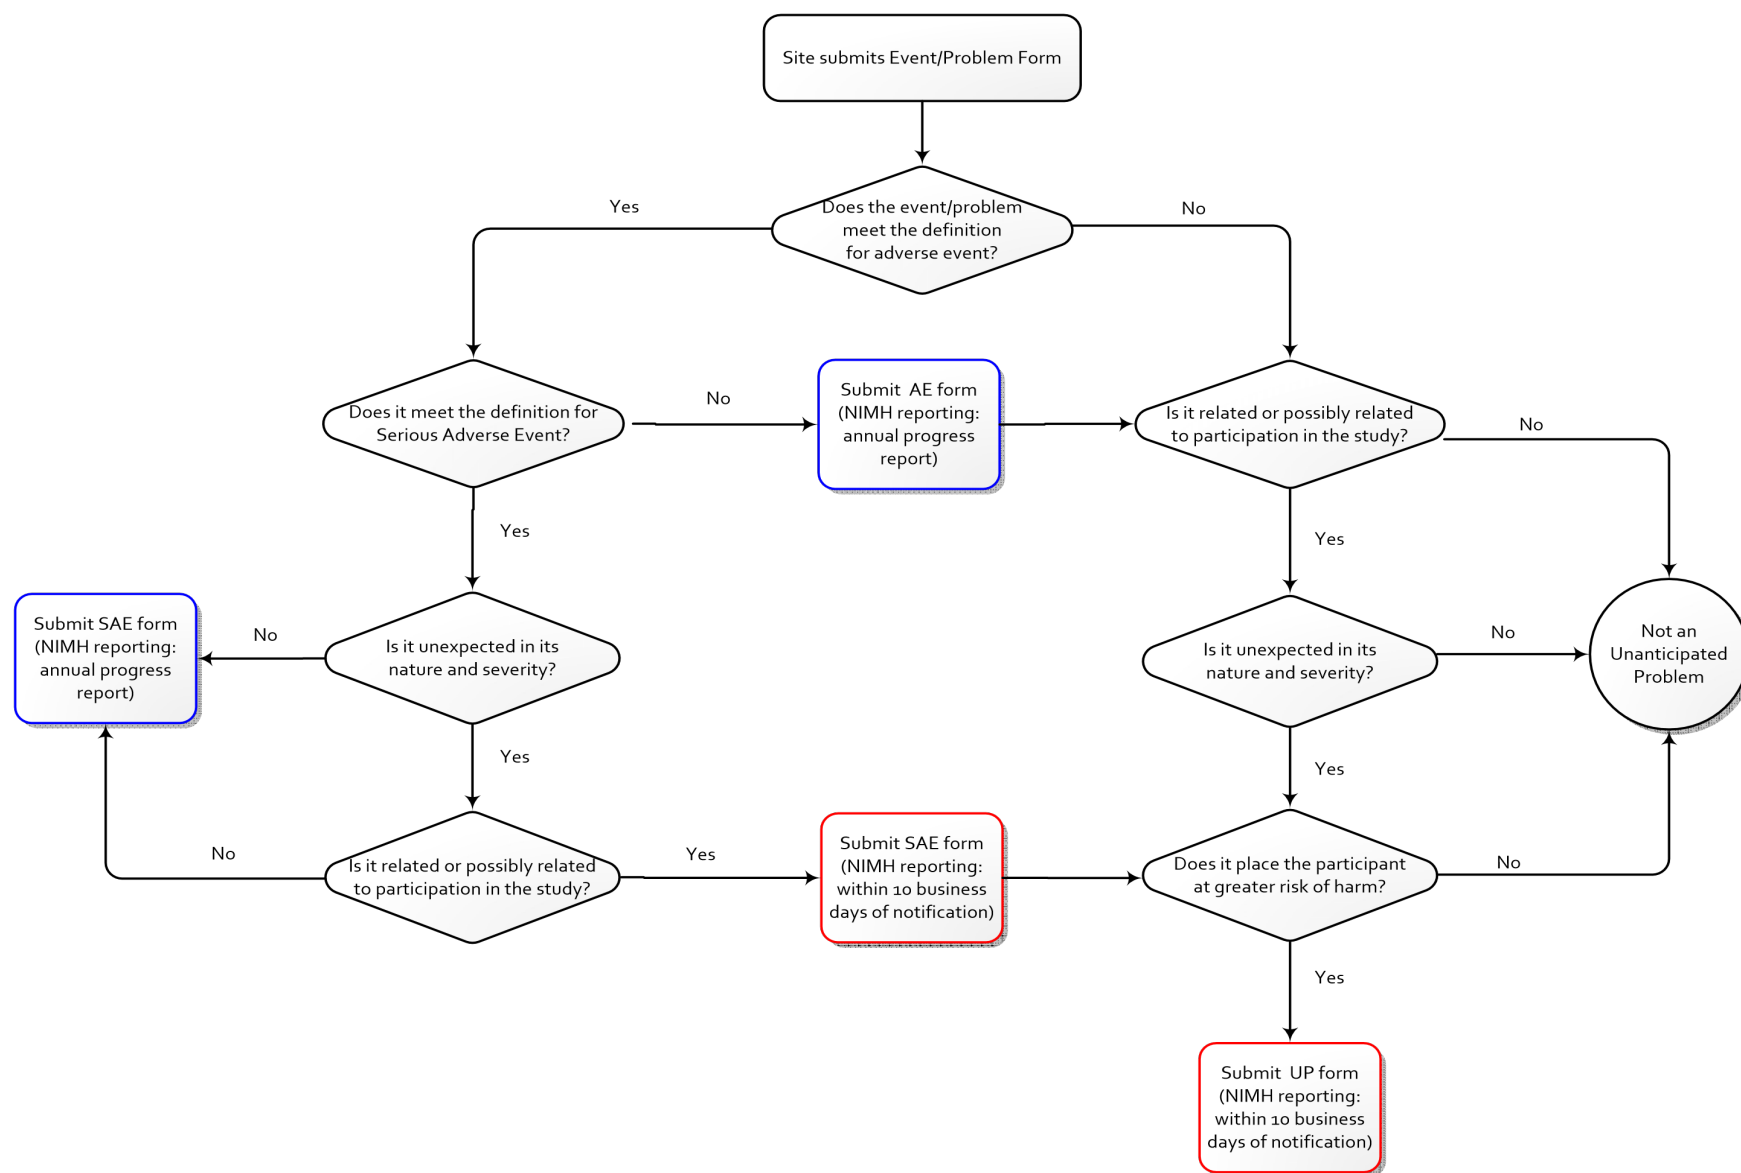 Site submits Event/Problem Form
Does the event/problem
meet the definition
for adverse event?
Yes
No
Does it meet the definition for
Serious Adverse Event?
No
Submit  AE form
(NIMH reporting:
annual progress
report)
Is it related or possibly related
to participation in the study?
No
Yes
Yes
Submit SAE form
(NIMH reporting:
annual progress
report)
No
Is it unexpected in its
nature and severity?
Is it unexpected in its
nature and severity?
No
Not an
Unanticipated
Problem
Yes
Yes
No
Is it related or possibly related
to participation in the study?
Yes
Submit SAE form
(NIMH reporting:
within 10 business
days of notification)
Does it place the participant
at greater risk of harm?
No
Yes
Submit  UP form
(NIMH reporting:
within 10 business
days of notification)